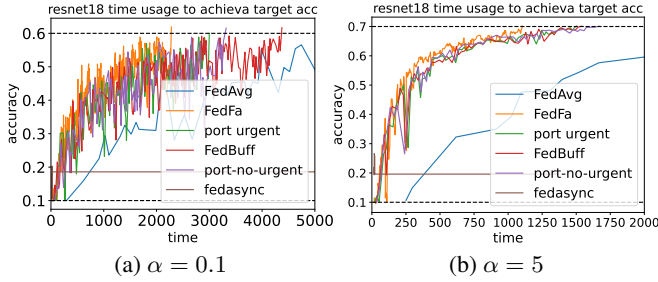 resnet18 time usage to achieva target acc
0.6
0.5
0.4
0.3
0.2
0.1
accuracy
FedAvg
FedFa
port urgent
FedBuff
port-no-urgent
fedasync
0 1000 2000 3000 4000 5000
time
(a) α = 0.1
resnet18 time usage to achieva target acc
0.7
0.6
0.5
0.4
0.3
0.2
0.1
accuracy
FedAvg
FedFa
port urgent
FedBuff
port-no-urgent
fedasync
0 250 500 750 1000 1250 1500 1750 2000
time
(b) α = 5